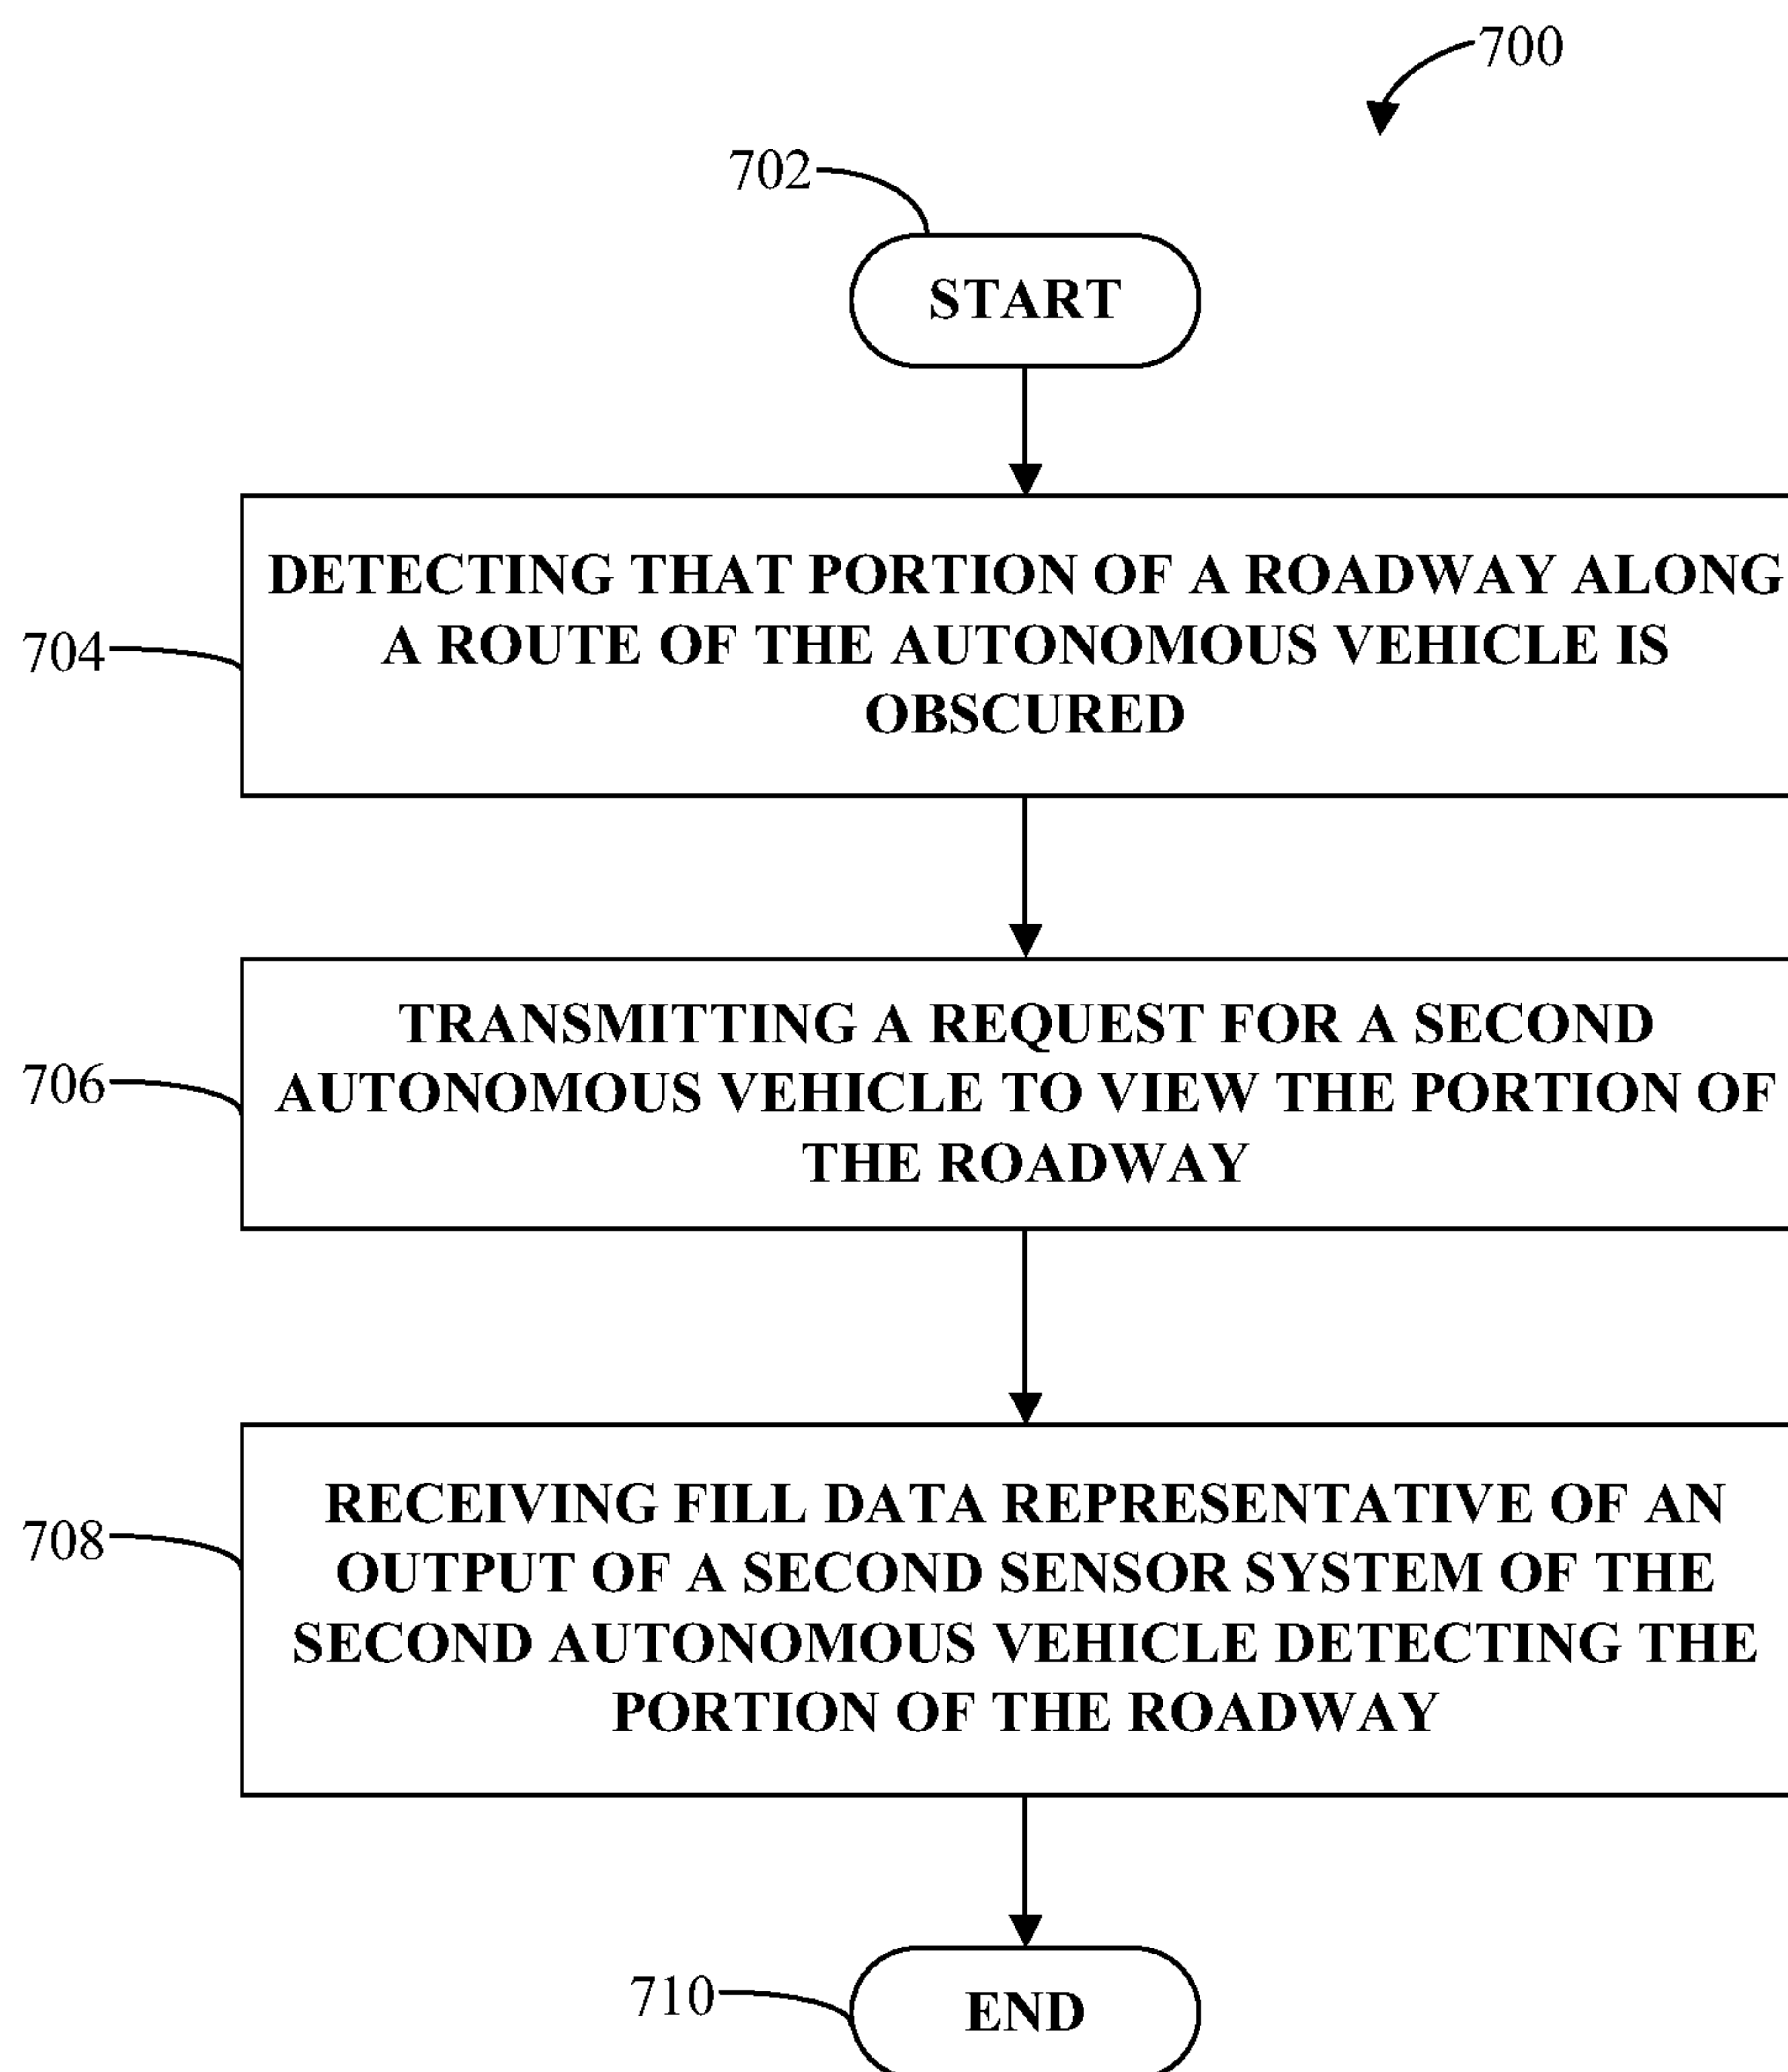 700
702
START
704
DETECTING THAT PORTION OF A ROADWAY ALONG
A ROUTE OF THE AUTONOMOUS VEHICLE IS
OBSCURED
706
TRANSMITTING A REQUEST FOR A SECOND
AUTONOMOUS VEHICLE TO VIEW THE PORTION OF
THE ROADWAY
708
RECEIVING FILL DATA REPRESENTATIVE OF AN
OUTPUT OF A SECOND SENSOR SYSTEM OF THE
SECOND AUTONOMOUS VEHICLE DETECTING THE
PORTION OF THE ROADWAY
710
END